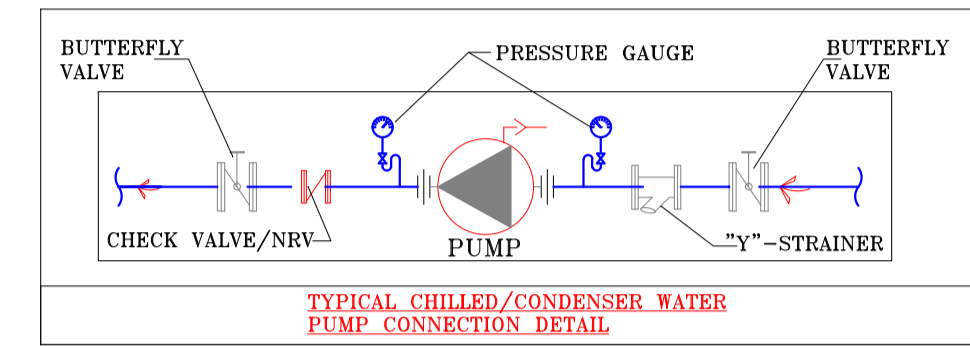 BUTTERFLY
VALVE
PRESSURE GAUGE
BUTTERFLY
VALVE
CHECK VALVE/NRV
PUMP
"Y"-STRAINER
TYPICAL CHILLED/CONDENSER WATER
PUMP CONNECTION DETAIL